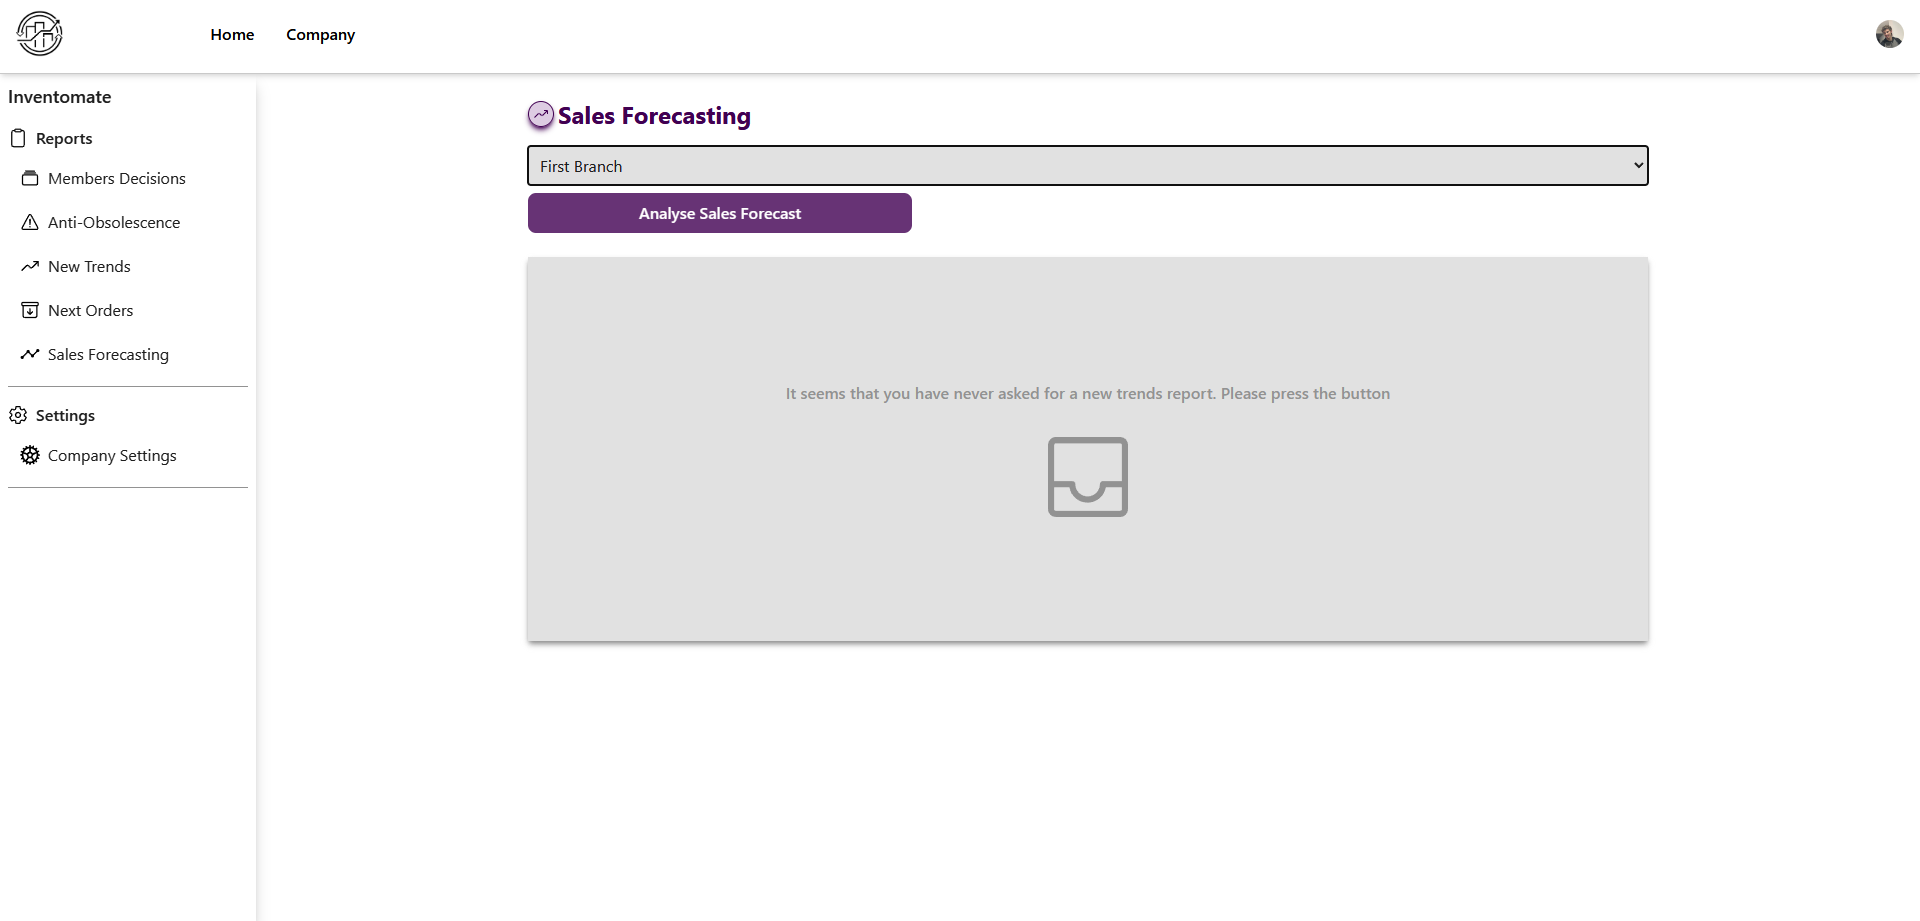 Home
Company
Inventomate
Reports
Members Decisions
Anti-Obsolescence
New Trends
Next Orders
Sales Forecasting
Settings
Company Settings
Sales Forecasting
First Branch
Analyse Sales Forecast
It seems that you have never asked for a new trends report. Please press the button